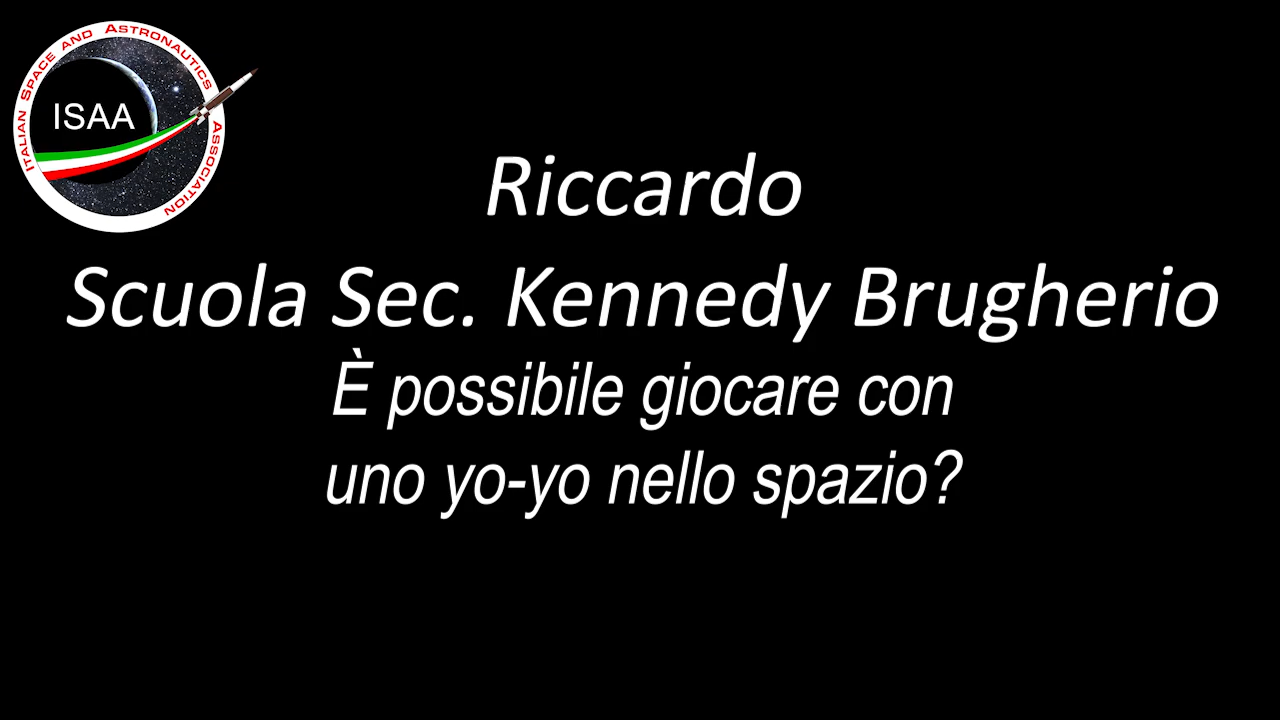 ITALIAN SPACE AND ASTRONAUTICS ASSOCIATION
ISAA
Riccardo
Scuola Sec. Kennedy Brugherio
È possibile giocare con
uno yo-yo nello spazio?